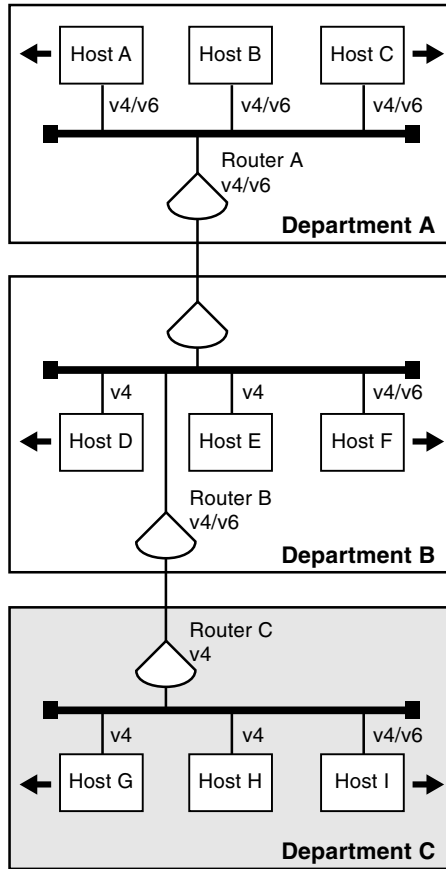 Host A Host B Host C
v4/v6 v4/v6 v4/v6
Router A
v4/v6
Department A
v4 v4 v4/v6
Host D Host E Host F
Router B
v4/v6
Department B
Router C
v4
v4 v4 v4/v6
Host G Host H Host I
Department C